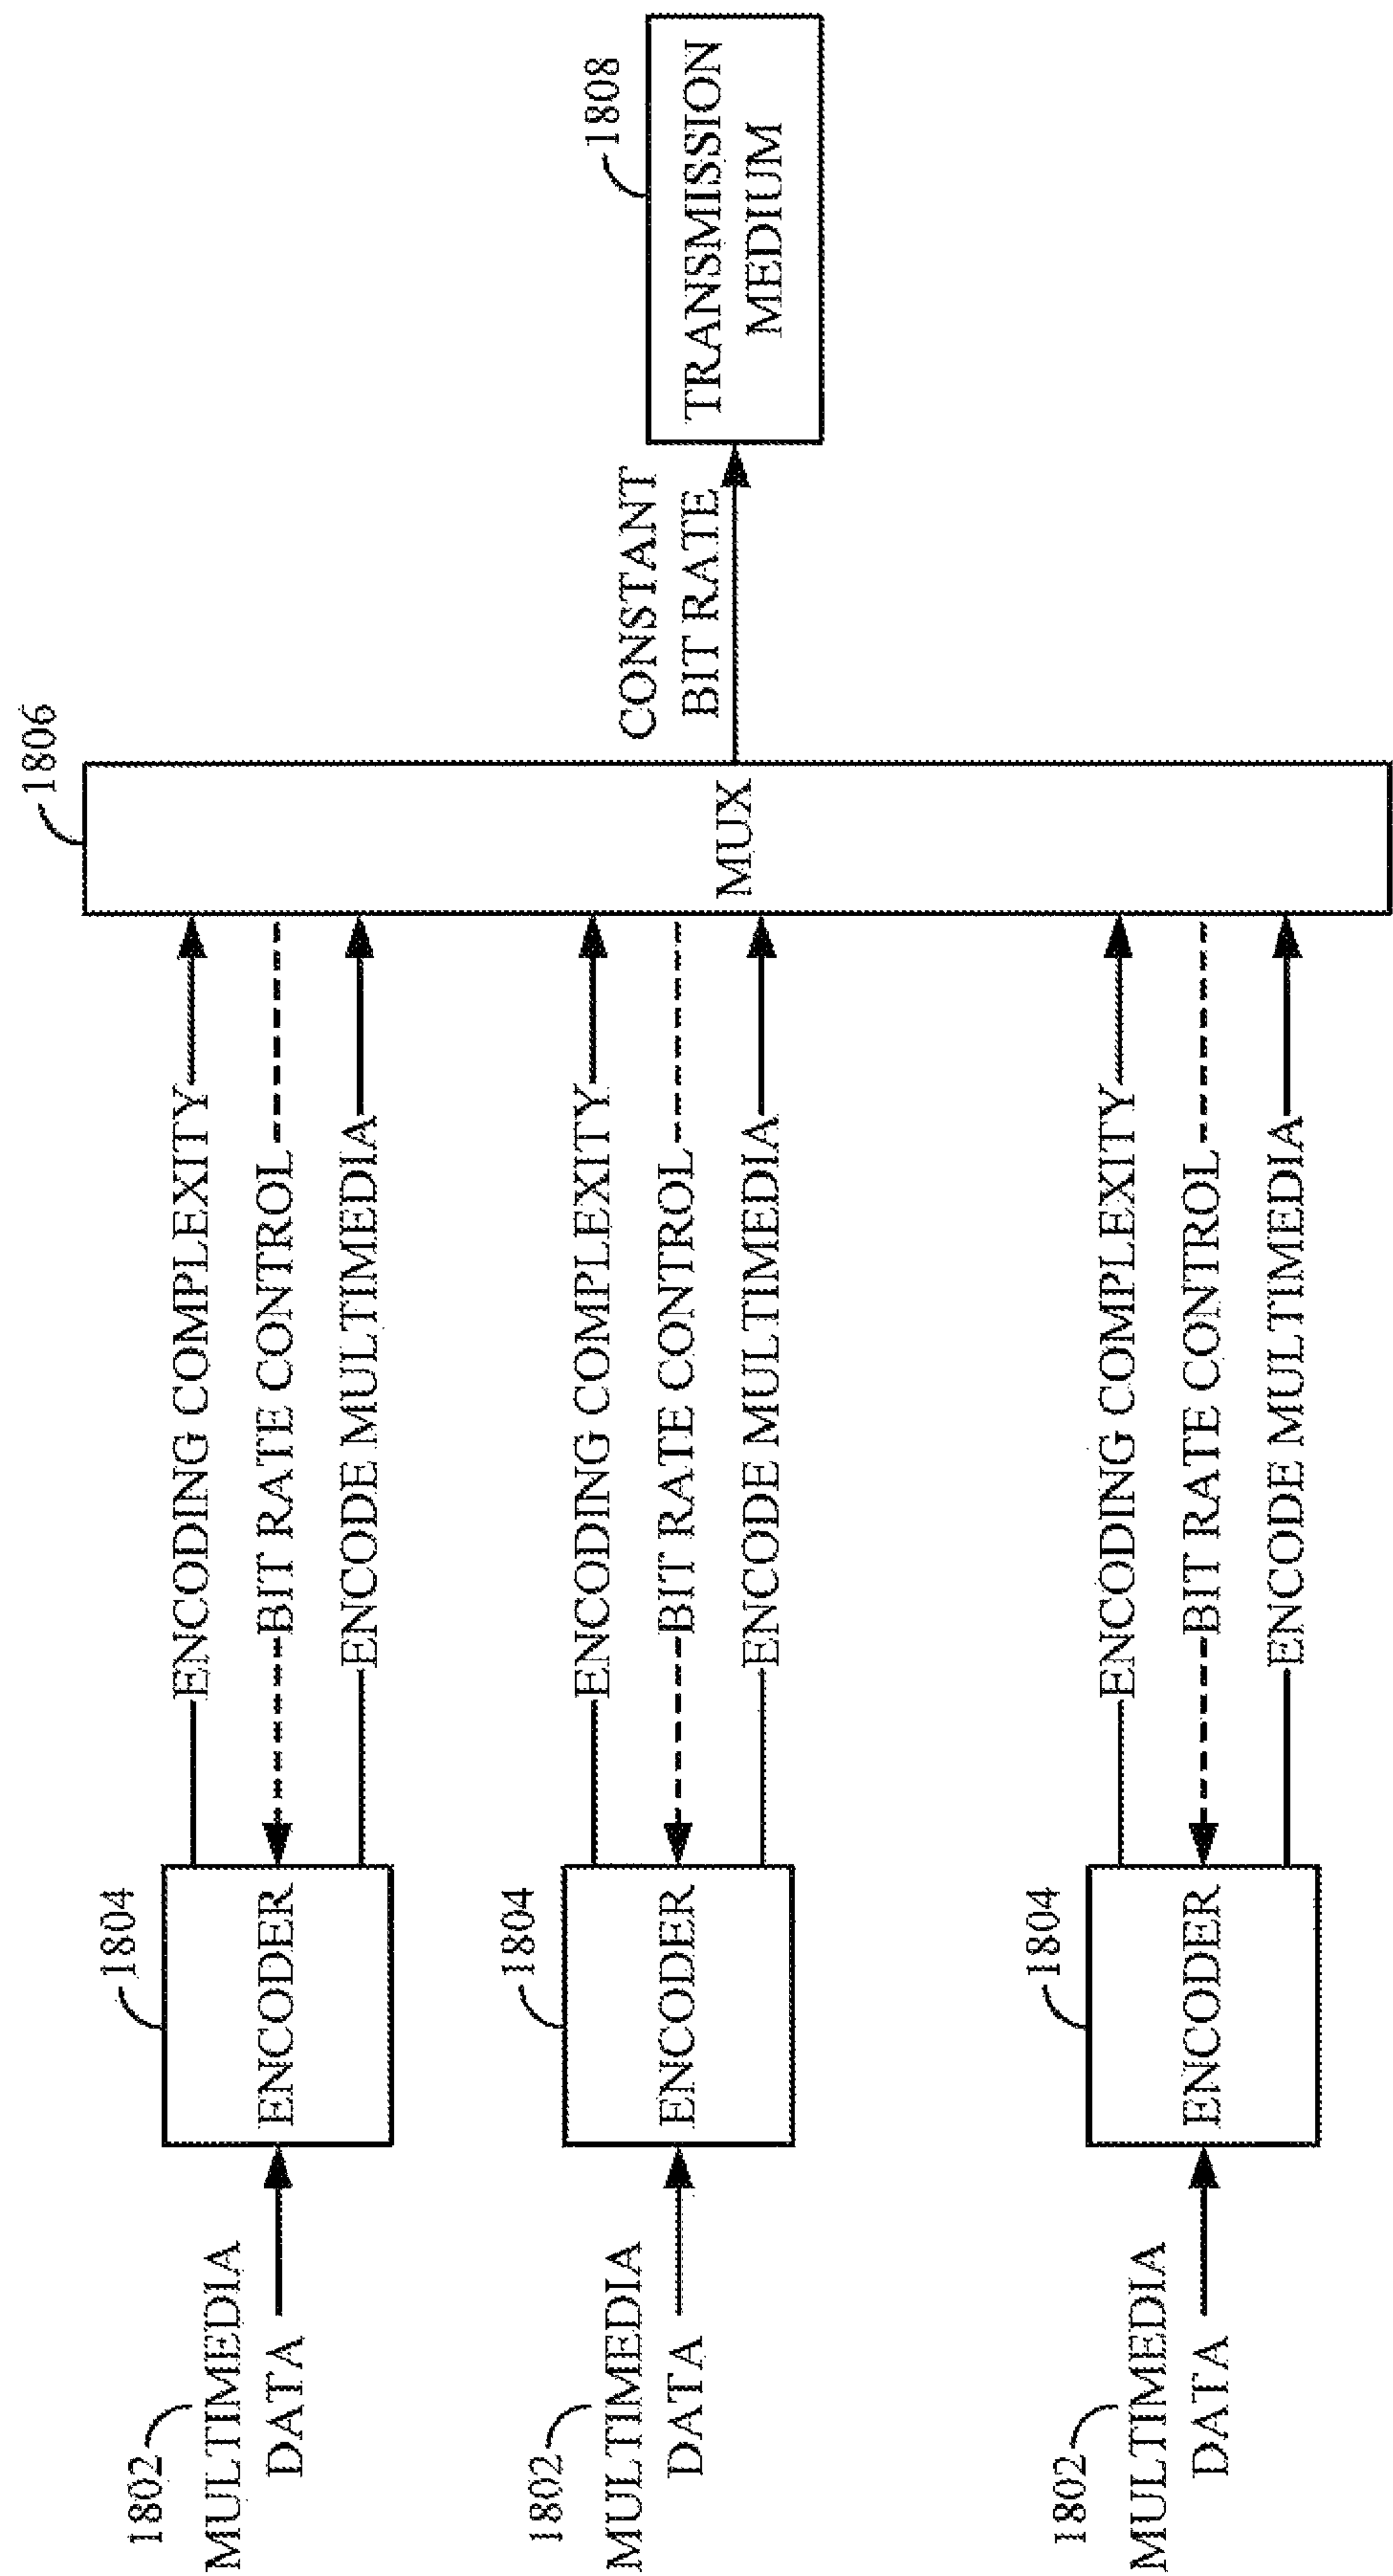 1802
MULTIMEDIA
DATA
1804
ENCODER
ENCODING COMPLEXITY
BIT RATE CONTROL
ENCODE MULTIMEDIA
1802
MULTIMEDIA
DATA
1804
ENCODER
ENCODING COMPLEXITY
BIT RATE CONTROL
ENCODE MULTIMEDIA
1802
MULTIMEDIA
DATA
1804
ENCODER
ENCODING COMPLEXITY
BIT RATE CONTROL
ENCODE MULTIMEDIA
1806
MUX
CONSTANT
BIT RATE
1808
TRANSMISSION
MEDIUM